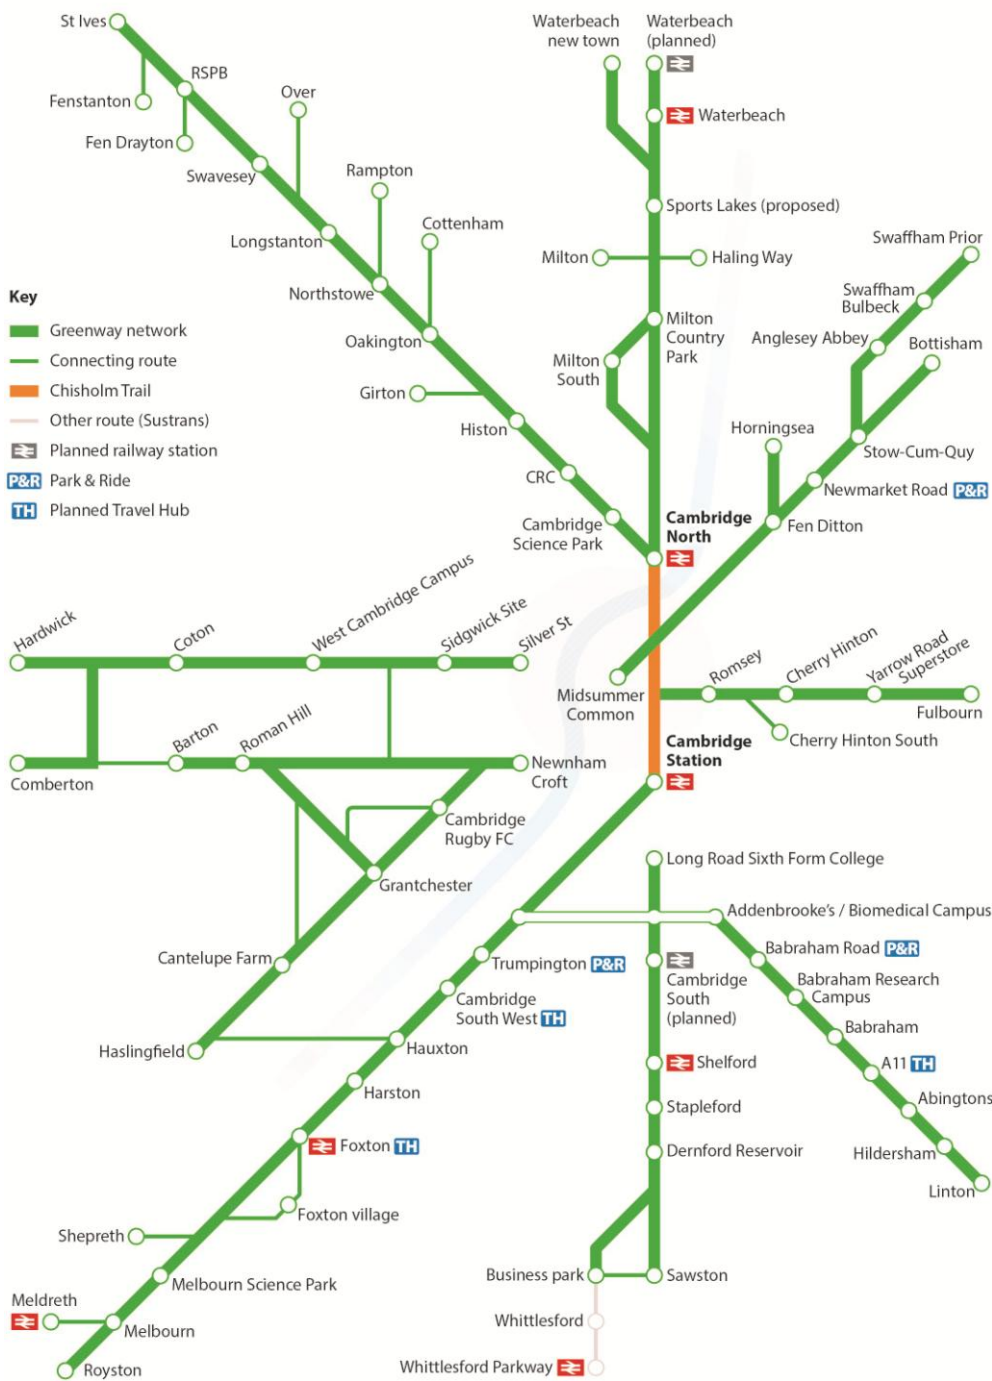 St Ives
Waterbeach
new town
Waterbeach
(planned)
RSPB
Fenstanton
Over
Waterbeach
Fen Drayton
Swavesey
Rampton
Sports Lakes (proposed)
Cottenham
Longstanton
Swaffham Prior
Milton
Haling Way
Northstowe
Swaffham
Bulbeck
Key
Greenway network
Connecting route
Chisholm Trail
Other route (Sustrans)
Planned railway station
P&R Park & Ride
TH Planned Travel Hub
Oakington
Milton
Country
Park
Anglesey Abbey
Bottisham
Milton
South
Girton
Histon
Horningsea
Stow-Cum-Quy
CRC
Newmarket Road P&R
Cambridge
Science Park
Cambridge
North
Fen Ditton
Hardwick
Coton
West Cambridge Campus
Sidgwick Site
Silver St
Midsummer
Common
Romsey
Cherry Hinton
Yarrow Road
Superstore
Fulbourn
Cherry Hinton South
Cambridge
Station
Comberton
Barton
Roman Hill
Newnham
Croft
Cambridge
Rugby FC
Grantchester
Long Road Sixth Form College
Addenbrooke's / Biomedical Campus
Cantelupe Farm
Trumpington P&R
Babraham Road P&R
Cambridge
South West TH
Cambridge
South
(planned)
Babraham Research
Campus
Haslingfield
Hauxton
Babraham
Shelford
A11 TH
Harston
Stapleford
Abingtons
Foxton TH
Dernford Reservoir
Hildersham
Linton
Foxton village
Shepreth
Melbourn Science Park
Business park
Sawston
Meldreth
Melbourn
Whittlesford
Royston
Whittlesford Parkway